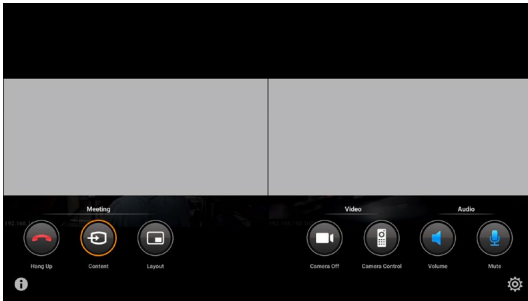 Meeting
Video
Audio
Hang Up
Content
Layout
Camera Off
Camera Control
Volume
Mute